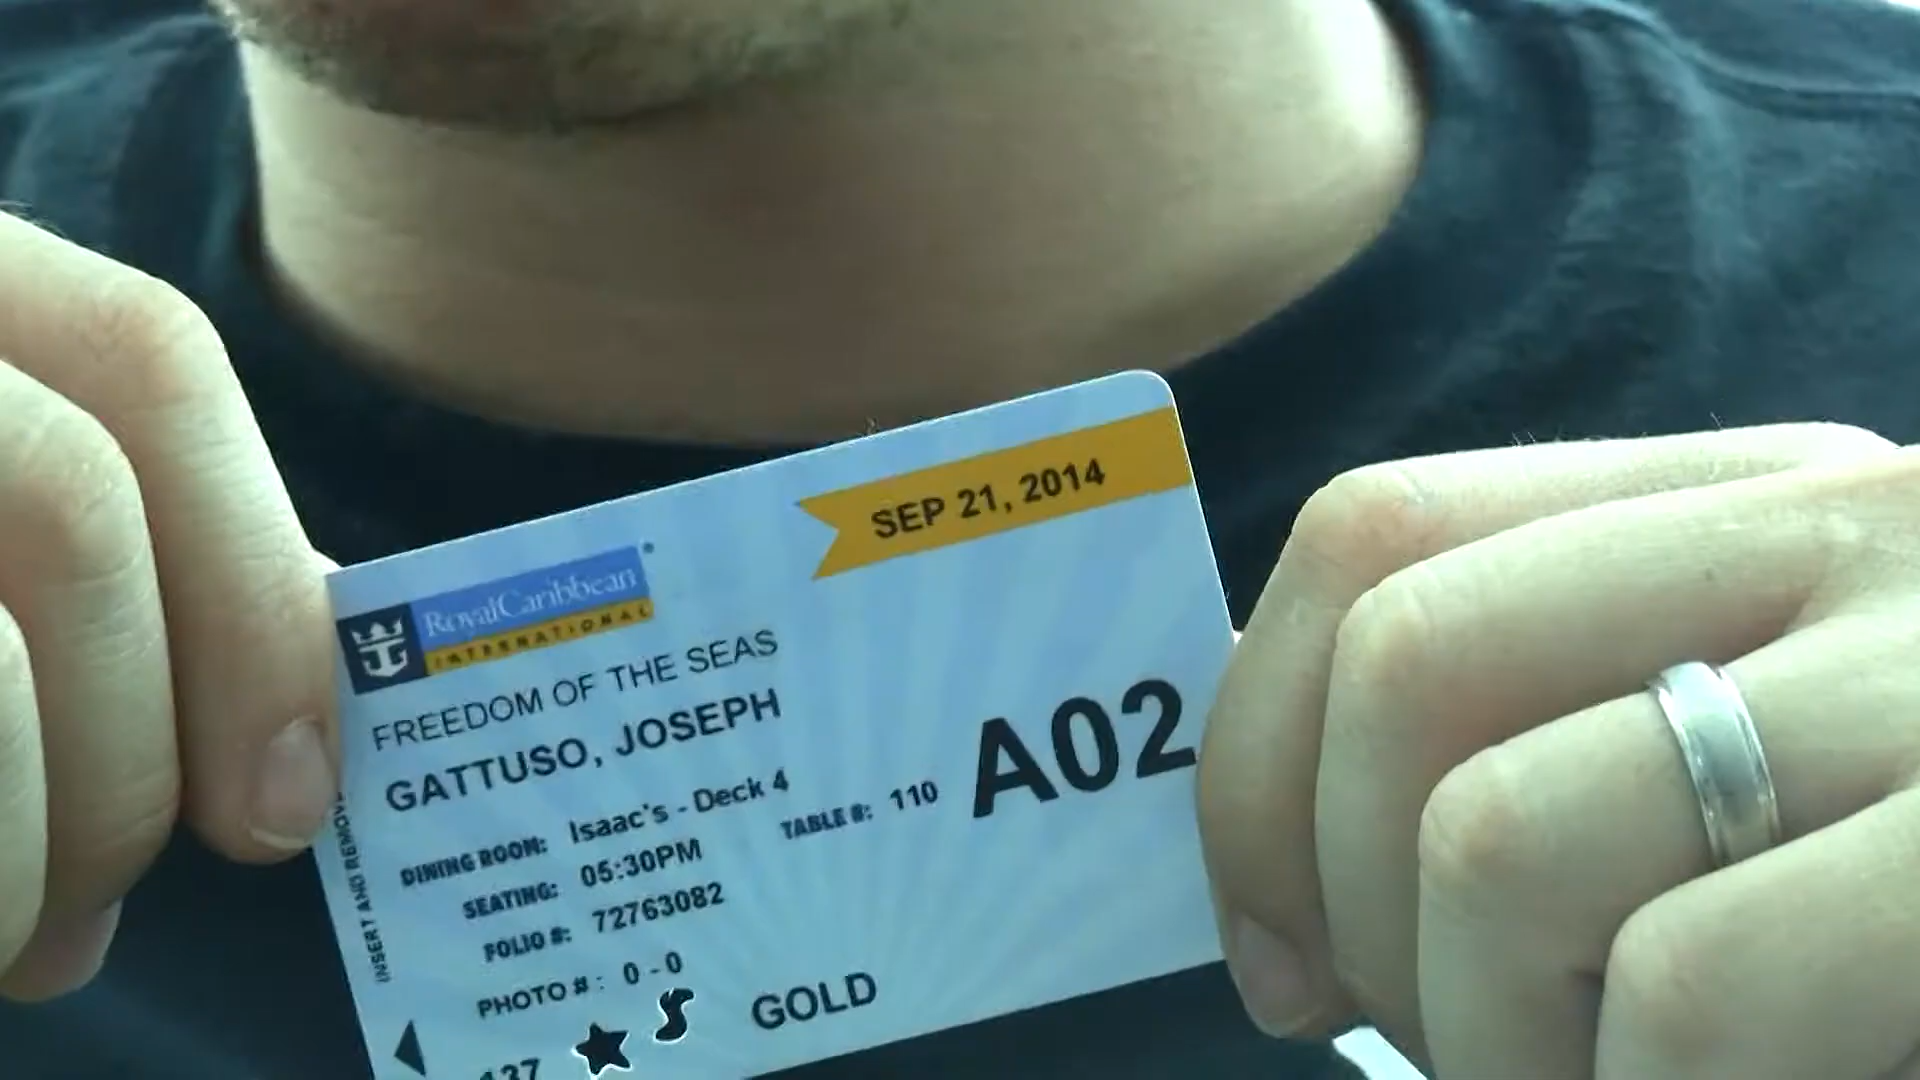 SEP 21, 2014
RoyalCaribbean
INTERNATIONAL
FREEDOM OF THE SEAS
GATTUSO, JOSEPH
A02
DINING ROOM: Isaac's - Deck 4
SEATING: 05:30PM TABLE #: 110
FOLIO #: 72763082
PHOTO # : 0 - 0
GOLD
137
INSERT AND